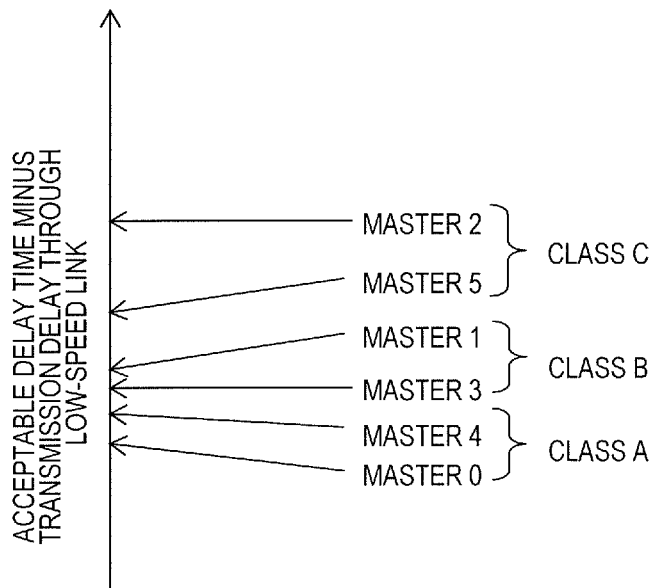 ACCEPTABLE DELAY TIME MINUS
TRANSMISSION DELAY THROUGH
LOW-SPEED LINK
MASTER 2
MASTER 5
CLASS C
MASTER 1
MASTER 3
CLASS B
MASTER 4
MASTER 0
CLASS A